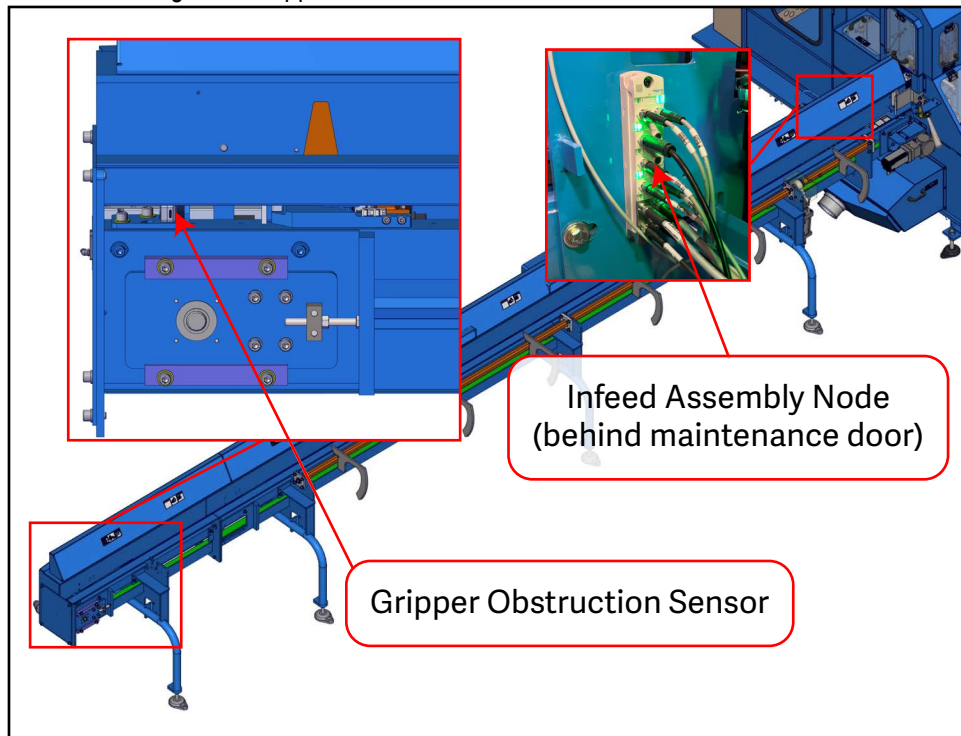 Infeed Assembly Node
(behind maintenance door)
Gripper Obstruction Sensor